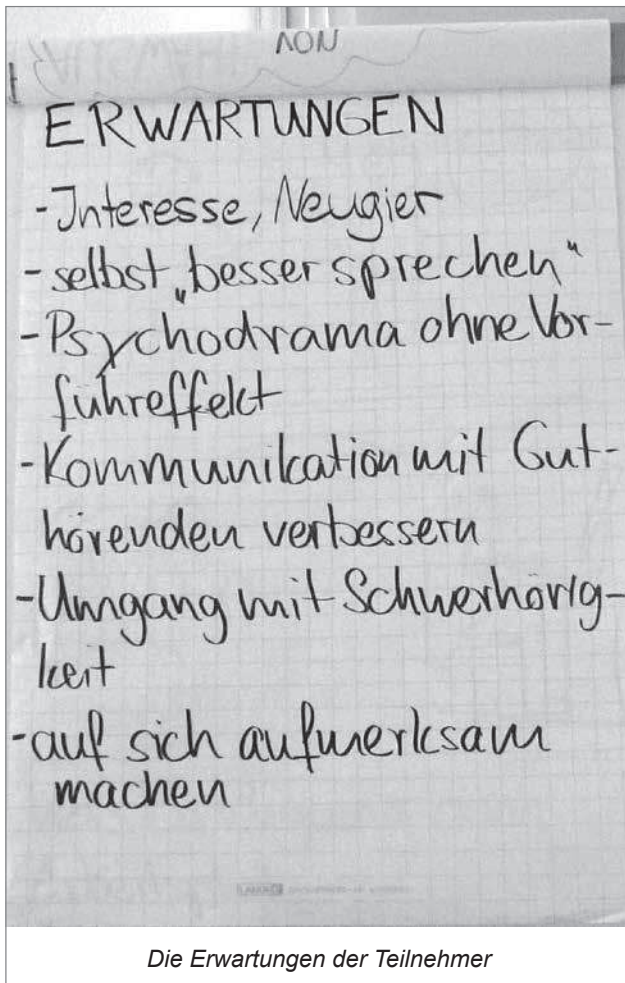 VON
ERWARTUNGEN
- Interesse, Neugier
- selbst „besser sprechen“
- Psychodrama ohne Vor-
führeffekt
- Kommunikation mit Gut-
hörenden verbessern
- Umgang mit Schwerhörig-
keit
- auf sich aufmerksam
machen
Die Erwartungen der Teilnehmer